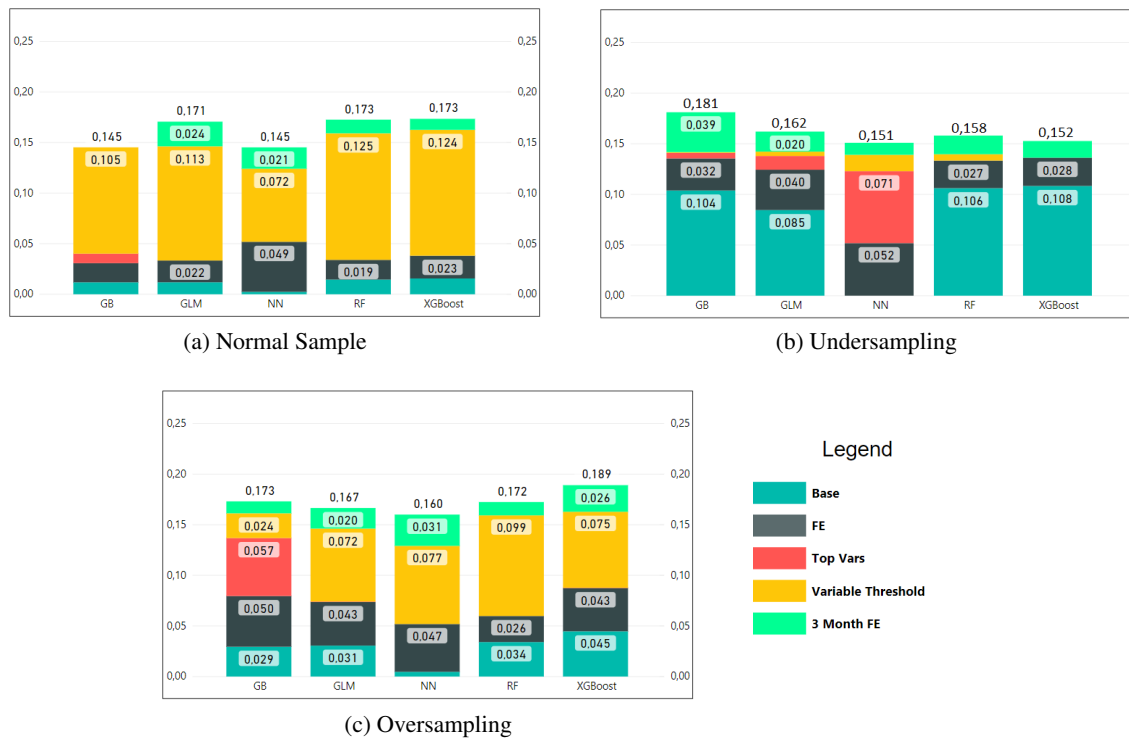 0,25 0,25
0,20 0,20
0,171 0,173 0,173
0,145 0,145
0,15 0,15
0,105 0,024 0,021 0,125 0,124
0,113 0,072
0,10 0,10
0,05 0,05
0,022 0,049 0,019 0,023
0,00 0,00
GB GLM NN RF XGBoost
(a) Normal Sample
0,25
0,20
0,181
0,162 0,151 0,158 0,152
0,15
0,039 0,020
0,032 0,040 0,071 0,027 0,028
0,10
0,104 0,085 0,106 0,108
0,05
0,052
0,00
GB GLM NN RF XGBoost
(b) Undersampling
0,25 0,25
0,20 0,20
0,173 0,167 0,160 0,172 0,189
0,15 0,15
0,024 0,020 0,031 0,099 0,026
0,057 0,072 0,077 0,075
0,10 0,10
0,050 0,043 0,047 0,026 0,043
0,05 0,05
0,029 0,031 0,034 0,045
0,00 0,00
GB GLM NN RF XGBoost
(c) Oversampling
Legend
Base
FE
Top Vars
Variable Threshold
3 Month FE